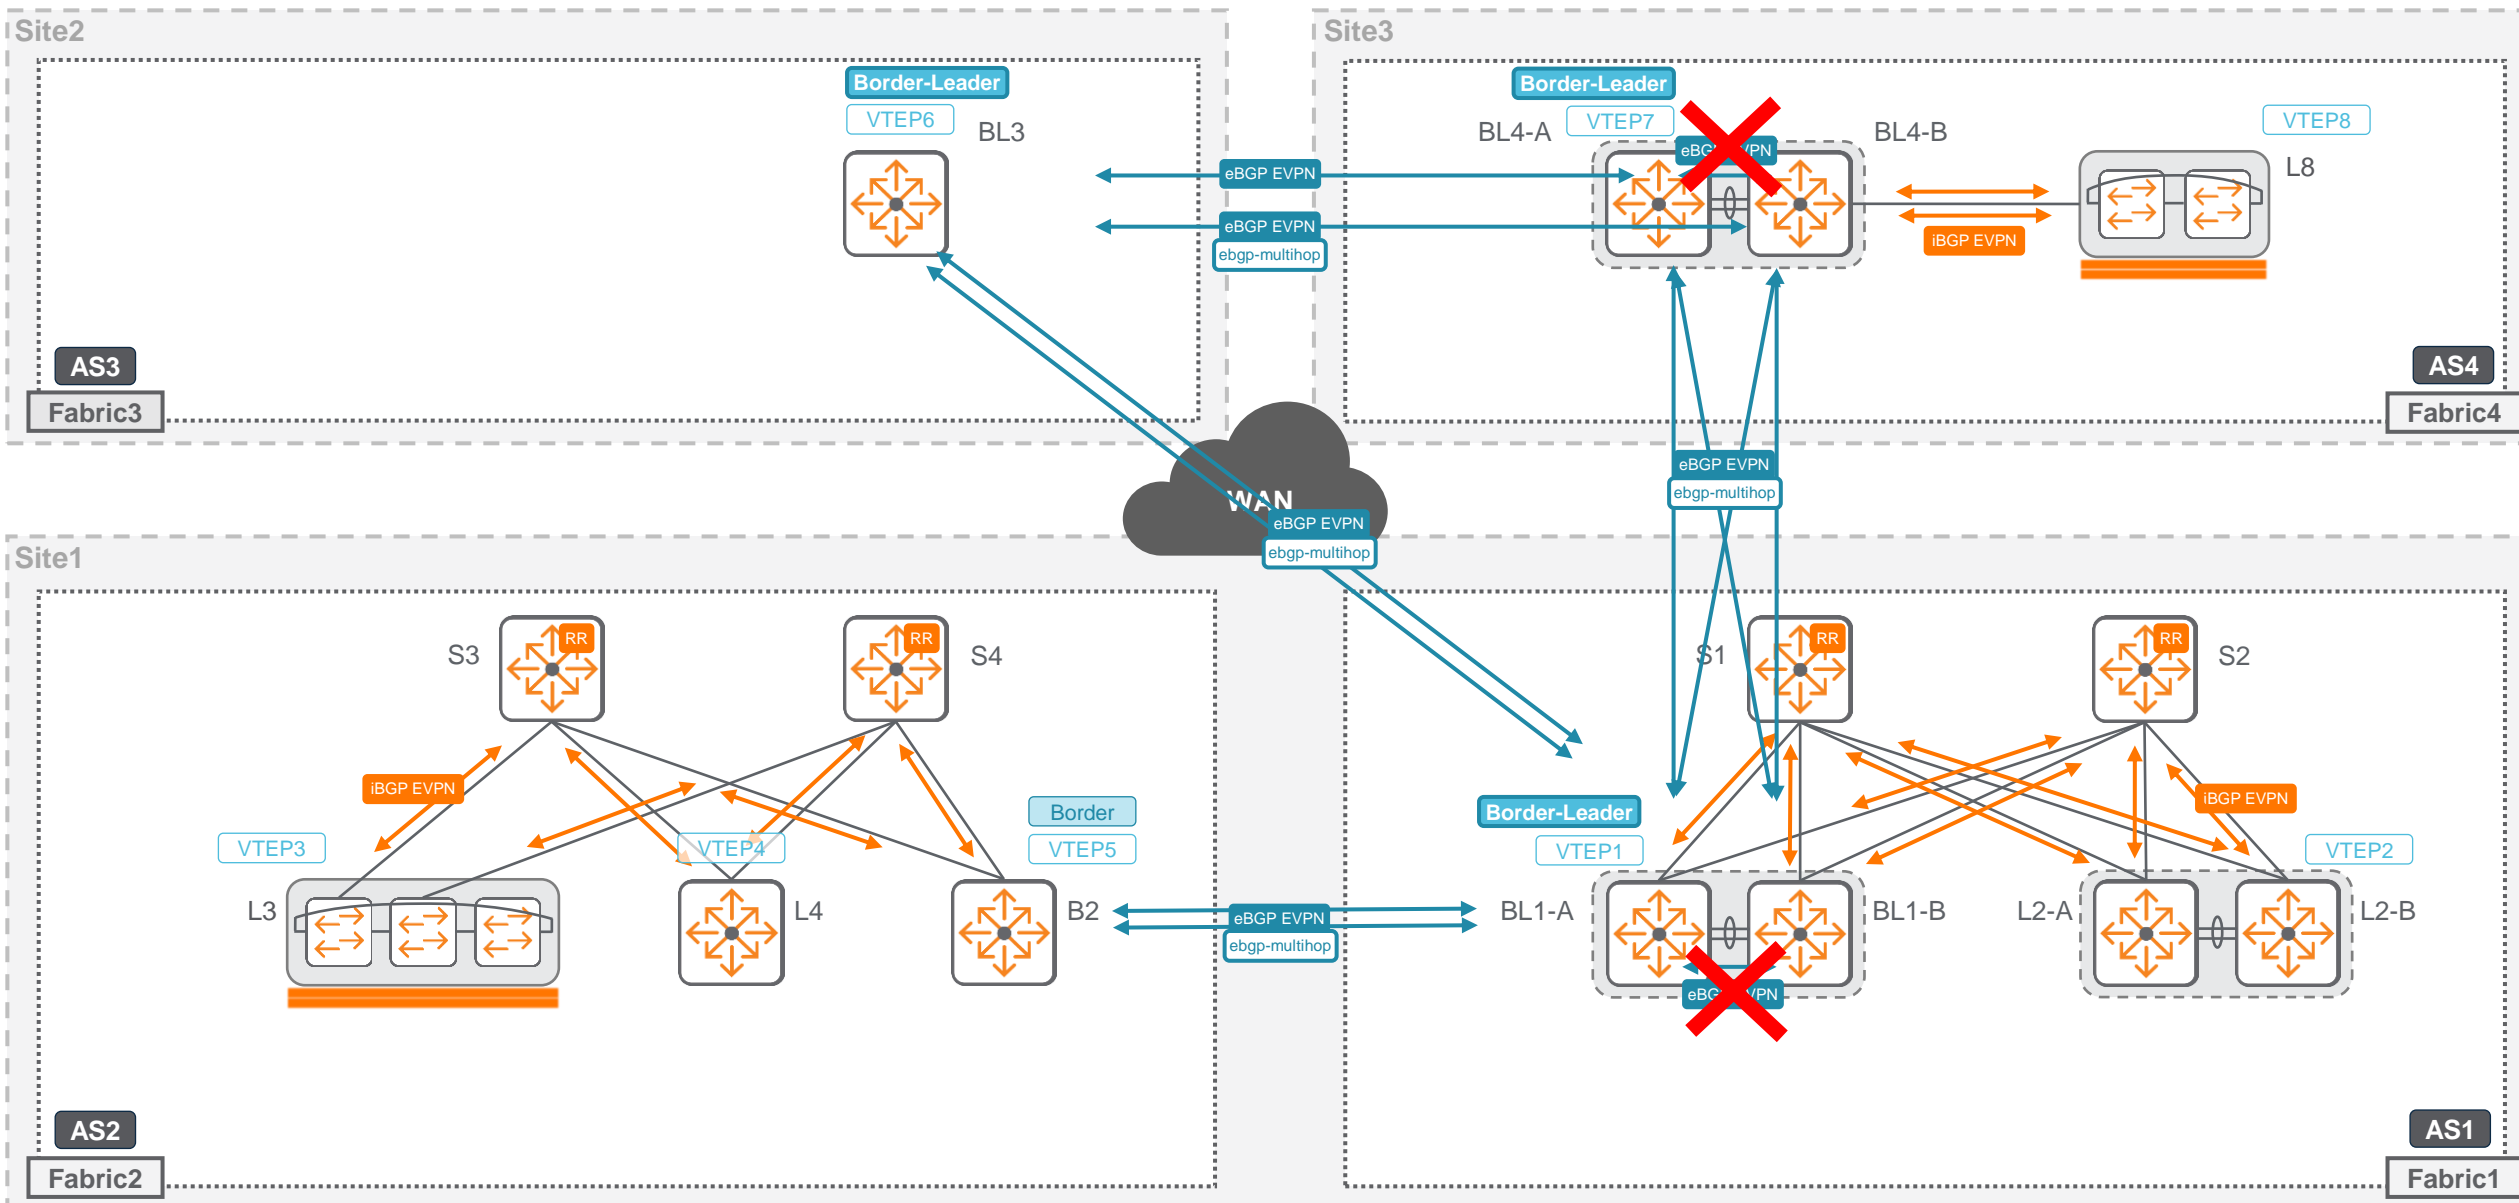 Site2
Site3
Border-Leader
VTEP6
BL3
Border-Leader
BL4-A
VTEP7
BL4-B
VTEP8
L8
eBGP EVPN
eBGP EVPN
ebgp-multihop
iBGP EVPN
AS3
Fabric3
AS4
Fabric4
WAN
eBGP EVPN
ebgp-multihop
eBGP EVPN
ebgp-multihop
Site1
S3
RR
RR
S4
S1
RR
RR
S2
iBGP EVPN
Border
VTEP3
VTEP4
VTEP5
L3
L4
B2
eBGP EVPN
ebgp-multihop
Border-Leader
VTEP1
iBGP EVPN
VTEP2
BL1-A
BL1-B
L2-A
L2-B
AS2
Fabric2
AS1
Fabric1